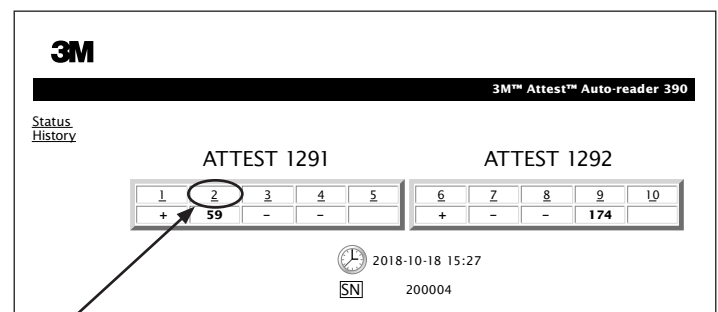 3M
3M™ Attest™ Auto-reader 390
Status
History
ATTEST 1291 ATTEST 1292
1 2 3 4 5 6 7 8 9 10
+ 59 – – + – – 174
2018-10-18 15:27
SN 200004